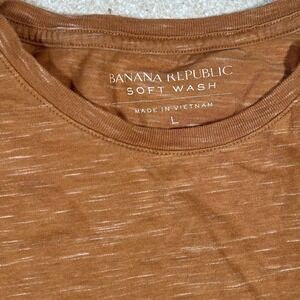 BANANA REPUBLIC
SOFT WASH
MADE IN VIETNAM
L